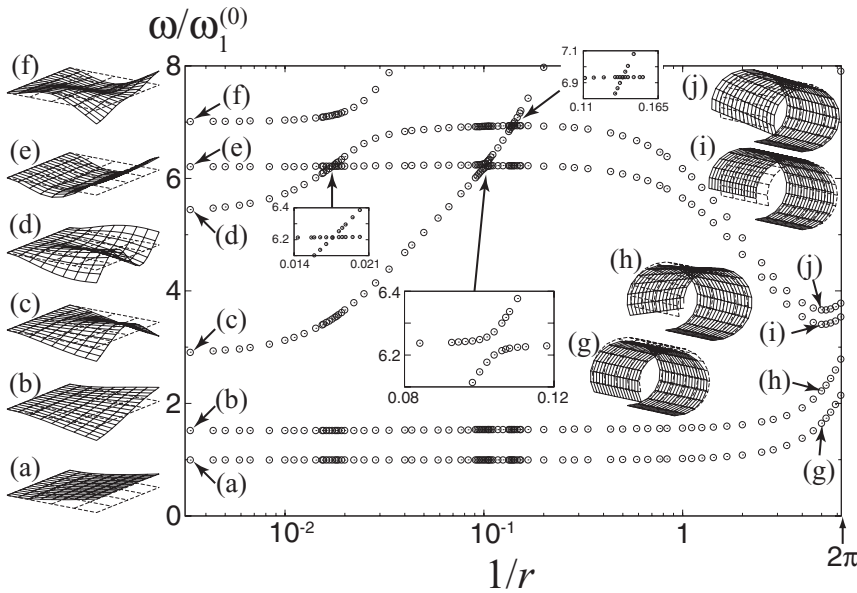 ω/ω₁⁽⁰⁾
(f)
(e)
(d)
(c)
(b)
(a)
8
6
4
2
0
(f)
(e)
(d)
(c)
(b)
(a)
6.4
6.2
0.014 0.021
6.4
6.2
0.08 0.12
7.1
6.9
0.11 0.165
(j)
(i)
(h)
(g)
(j)
(i)
(h)
(g)
10⁻² 10⁻¹ 1 2π
1/r